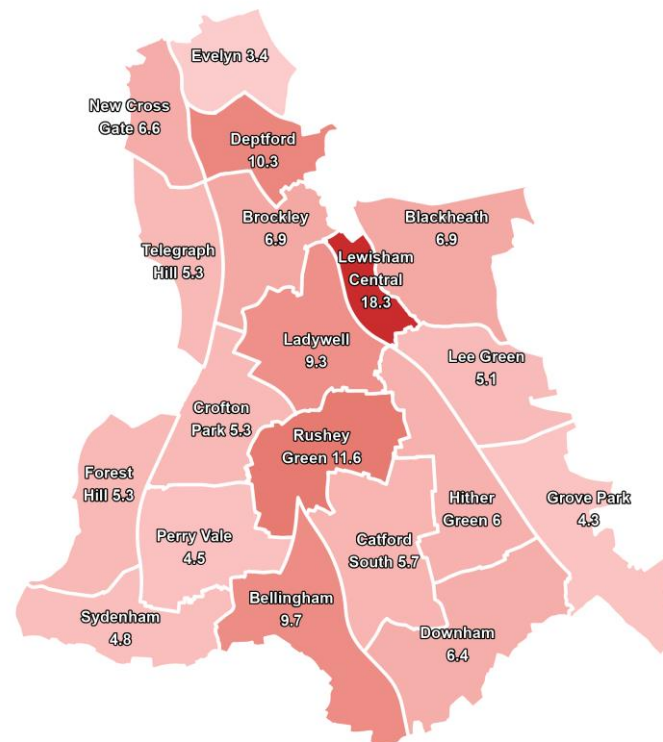 Evelyn 3.4
New Cross
Gate 6.6
Deptford
10.3
Brockley
6.9
Blackheath
6.9
Telegraph
Hill 5.3
Lewisham
Central
18.3
Ladywell
9.3
Lee Green
5.1
Crofton
Park 5.3
Rushey
Green 11.6
Forest
Hill 5.3
Hither
Green 6
Grove Park
4.3
Perry Vale
4.5
Catford
South 5.7
Sydenham
4.8
Bellingham
9.7
Downham
6.4